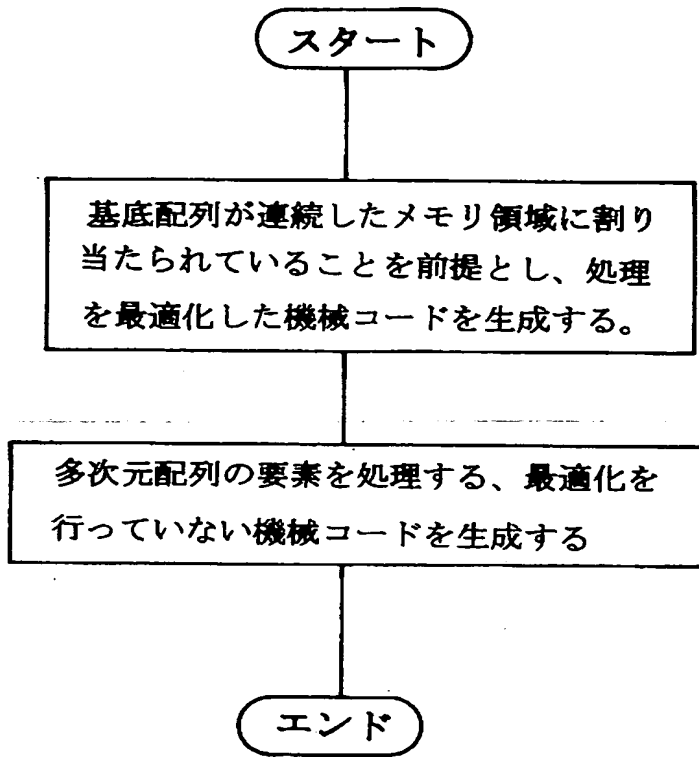 スタート
基底配列が連続したメモリ領域に割り
当たられていることを前提とし、処理
を最適化した機械コードを生成する。
多次元配列の要素を処理する、最適化を
行っていない機械コードを生成する
エンド